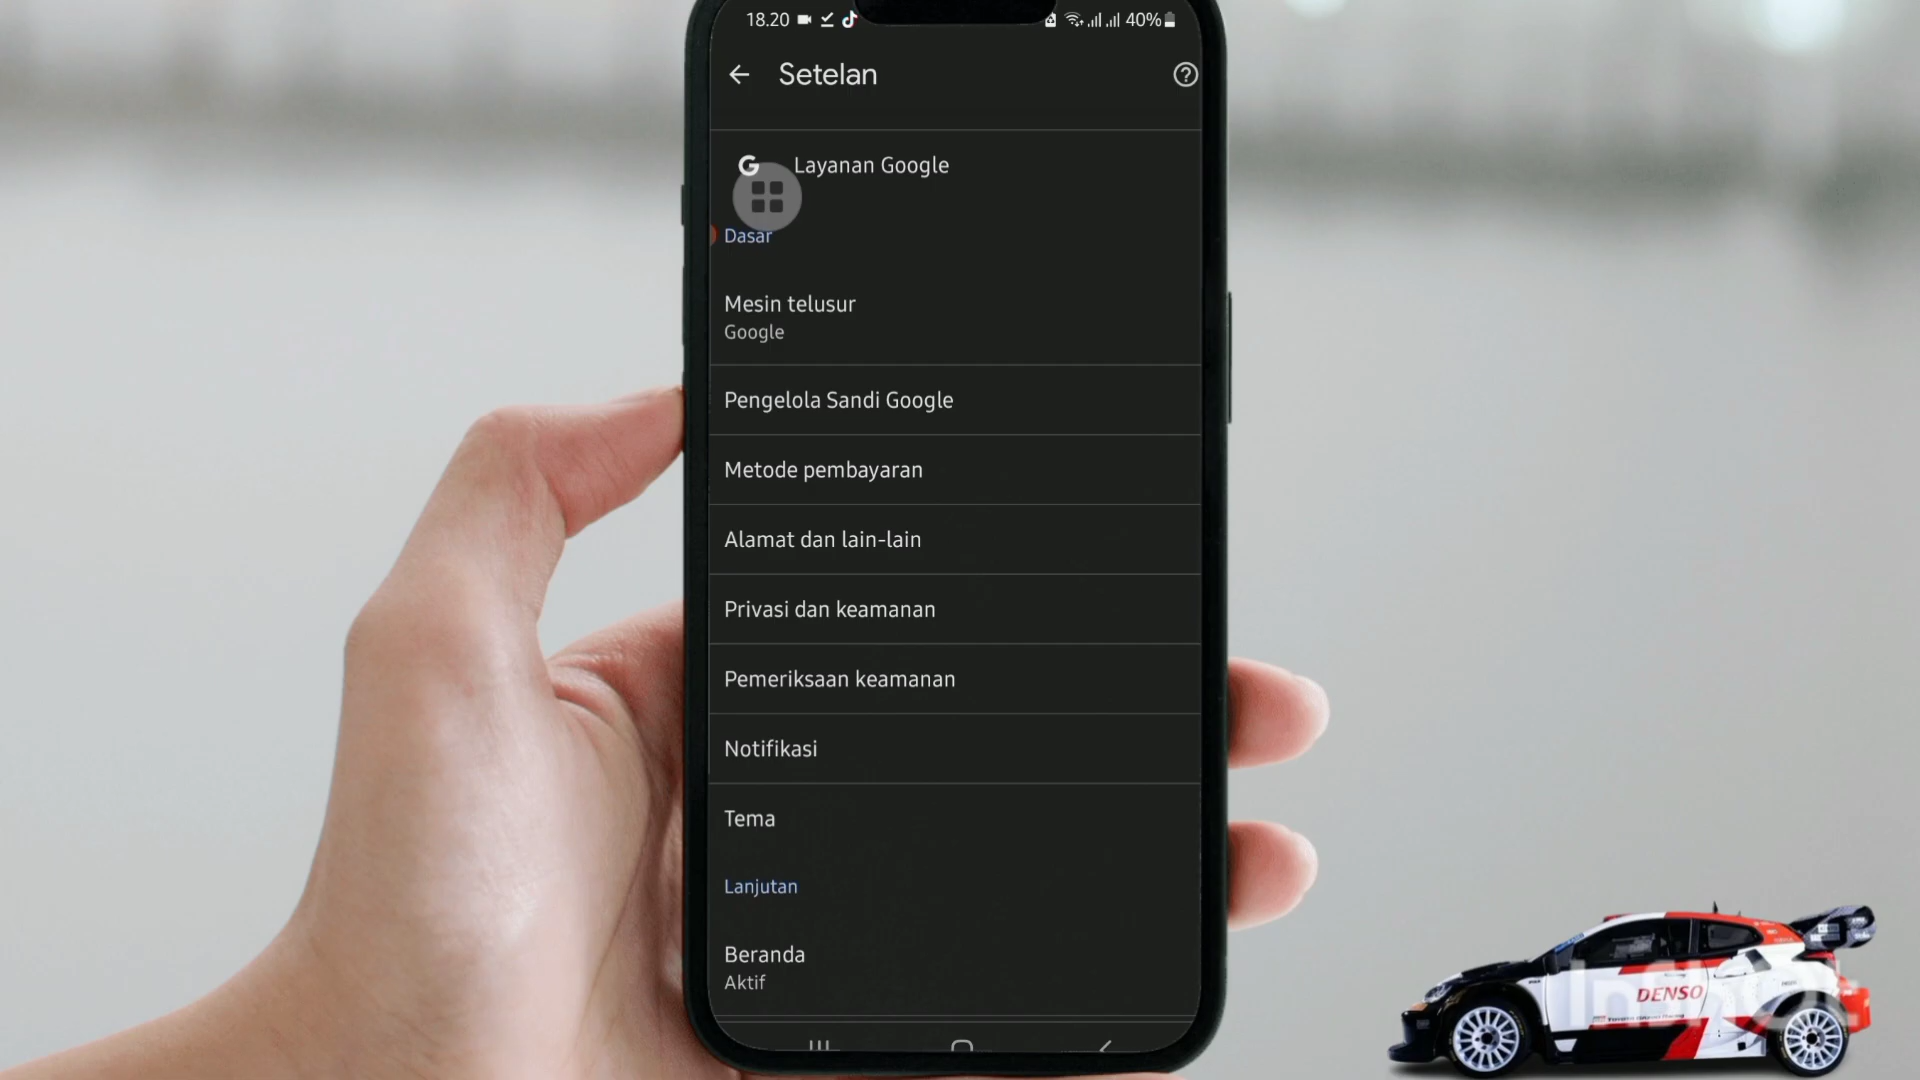 18.20
40%
Setelan
Layanan Google
Dasar
Mesin telusur
Google
Pengelola Sandi Google
Metode pembayaran
Alamat dan lain-lain
Privasi dan keamanan
Pemeriksaan keamanan
Notifikasi
Tema
Lanjutan
Beranda
Aktif
DENSO
InShot